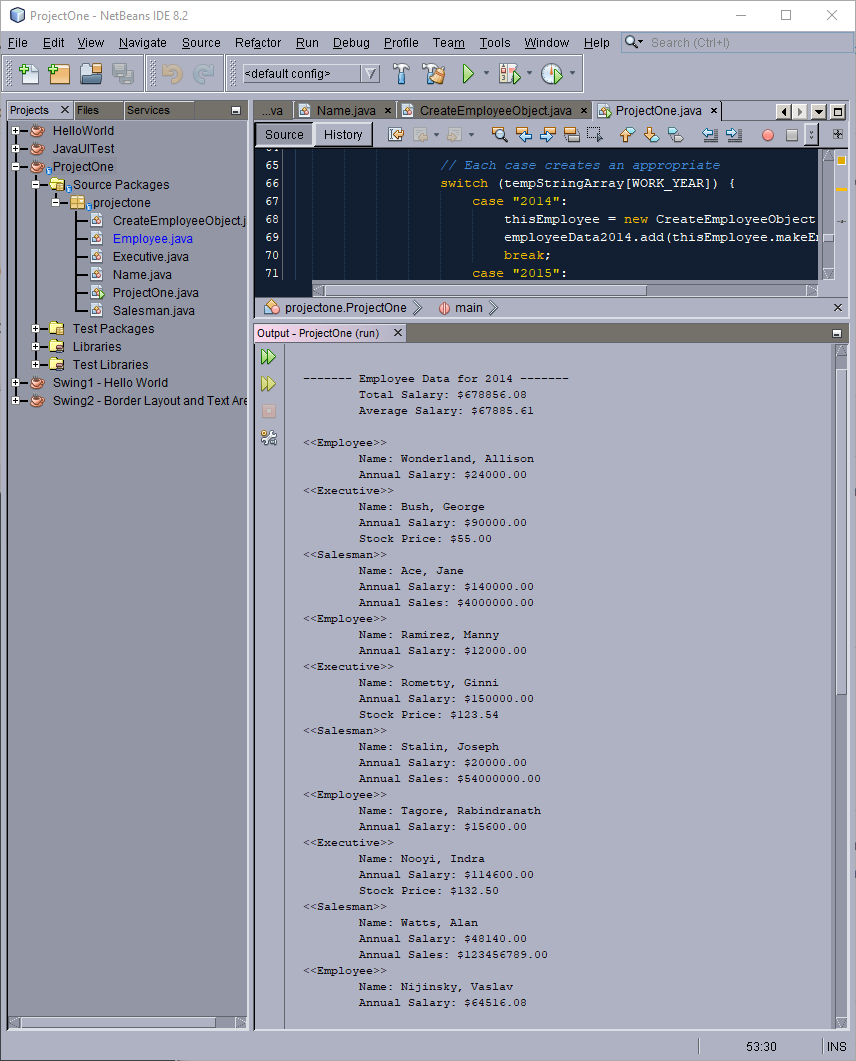 ProjectOne - NetBeans IDE 8.2
File Edit View Navigate Source Refactor Run Debug Profile Team Tools Window Help Search (Ctrl+I)
<default config>
Projects Files Services
HelloWorld
JavaUITest
ProjectOne
Source Packages
projectone
CreateEmployeeObject.j
Employee.java
Executive.java
Name.java
ProjectOne.java
Salesman.java
Test Packages
Libraries
Test Libraries
Swing1 - Hello World
Swing2 - Border Layout and Text Are
...va Name.java CreateEmployeeObject.java ProjectOne.java
Source History
65 // Each case creates an appropriate
66 switch (tempStringArray[WORK_YEAR]) {
67 case "2014":
68 thisEmployee = new CreateEmployeeObject
69 employeeData2014.add(thisEmployee.makeEm
70 break;
71 case "2015":
projectone.ProjectOne main
Output - ProjectOne (run)
------- Employee Data for 2014 -------
Total Salary: $678856.08
Average Salary: $67885.61
<<Employee>>
Name: Wonderland, Allison
Annual Salary: $24000.00
<<Executive>>
Name: Bush, George
Annual Salary: $90000.00
Stock Price: $55.00
<<Salesman>>
Name: Ace, Jane
Annual Salary: $140000.00
Annual Sales: $4000000.00
<<Employee>>
Name: Ramirez, Manny
Annual Salary: $12000.00
<<Executive>>
Name: Rometty, Ginni
Annual Salary: $150000.00
Stock Price: $123.54
<<Salesman>>
Name: Stalin, Joseph
Annual Salary: $20000.00
Annual Sales: $54000000.00
<<Employee>>
Name: Tagore, Rabindranath
Annual Salary: $15600.00
<<Executive>>
Name: Nooyi, Indra
Annual Salary: $114600.00
Stock Price: $132.50
<<Salesman>>
Name: Watts, Alan
Annual Salary: $48140.00
Annual Sales: $123456789.00
<<Employee>>
Name: Nijinsky, Vaslav
Annual Salary: $64516.08
53:30 INS